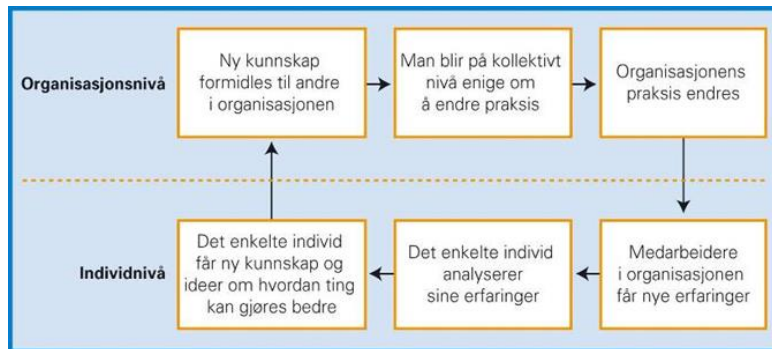 Organisasjonsnivå
Ny kunnskap
formidles til andre
i organisasjonen
Man blir på kollektivt
nivå enige om
å endre praksis
Organisasjonens
praksis endres
Individnivå
Det enkelte individ
får ny kunnskap og
ideer om hvordan ting
kan gjøres bedre
Det enkelte individ
analyserer
sine erfaringer
Medarbeidere
i organisasjonen
får nye erfaringer